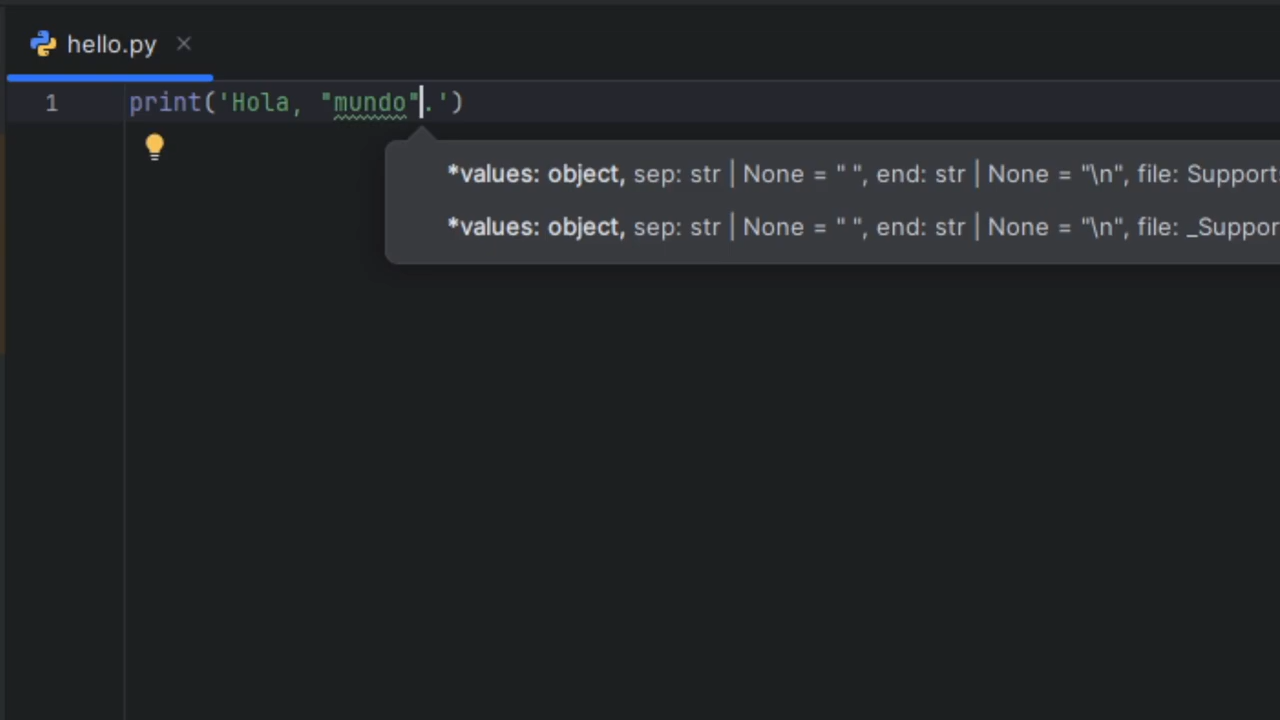 hello.py
1 print('Hola, "mundo".')
*values: object, sep: str | None = " ", end: str | None = "\n", file: Support
*values: object, sep: str | None = " ", end: str | None = "\n", file: _Suppor